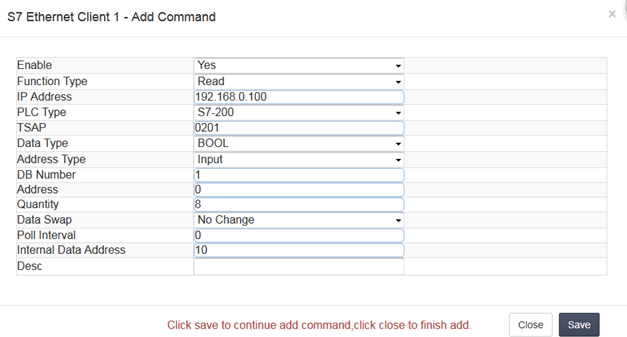 S7 Ethernet Client 1 - Add Command ×
Enable Yes
Function Type Read
IP Address 192.168.0.100
PLC Type S7-200
TSAP 0201
Data Type BOOL
Address Type Input
DB Number 1
Address 0
Quantity 8
Data Swap No Change
Poll Interval 0
Internal Data Address 10
Desc
Click save to continue add command,click close to finish add. Close Save